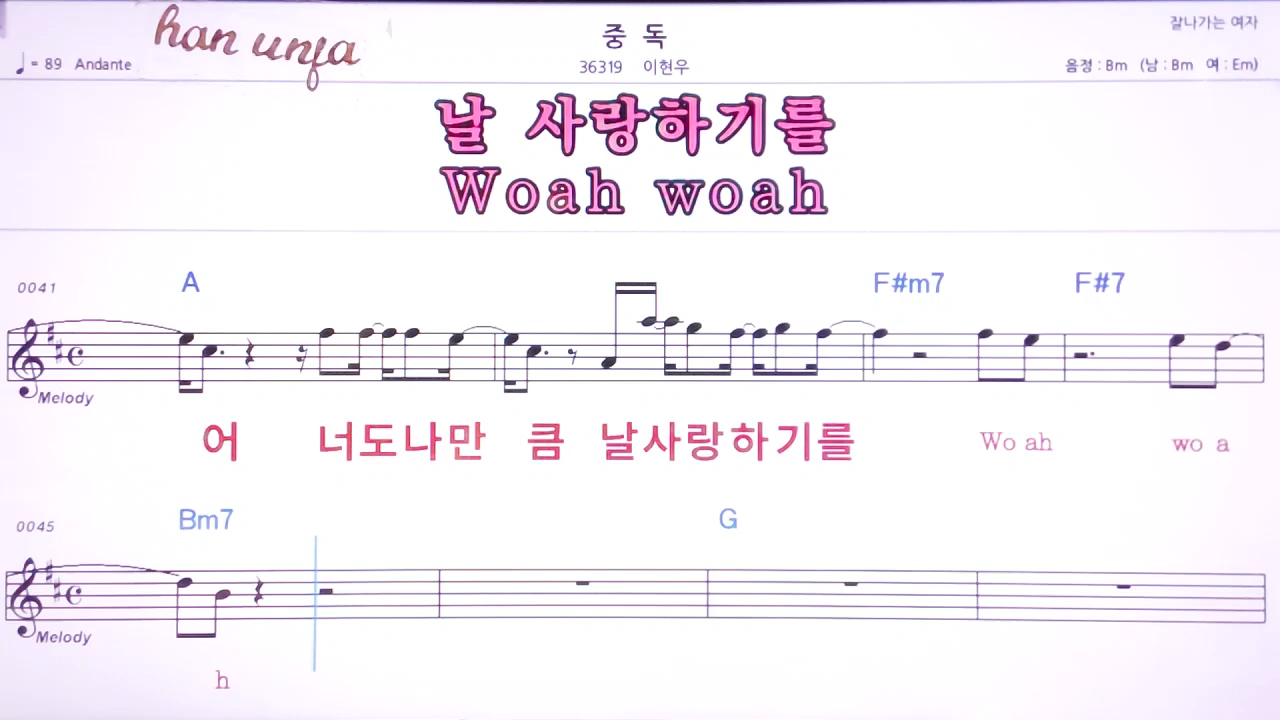 han unja
중 독
잘나가는 여자
♩= 89 Andante
36319 이현우
음정 : Bm (남 : Bm 여 : Em)
날 사랑하기를
Woah woah
0041 A F#m7 F#7
Melody
어 너도나만 큼 날사랑하기를 Wo ah wo a
0045 Bm7 G
Melody
h